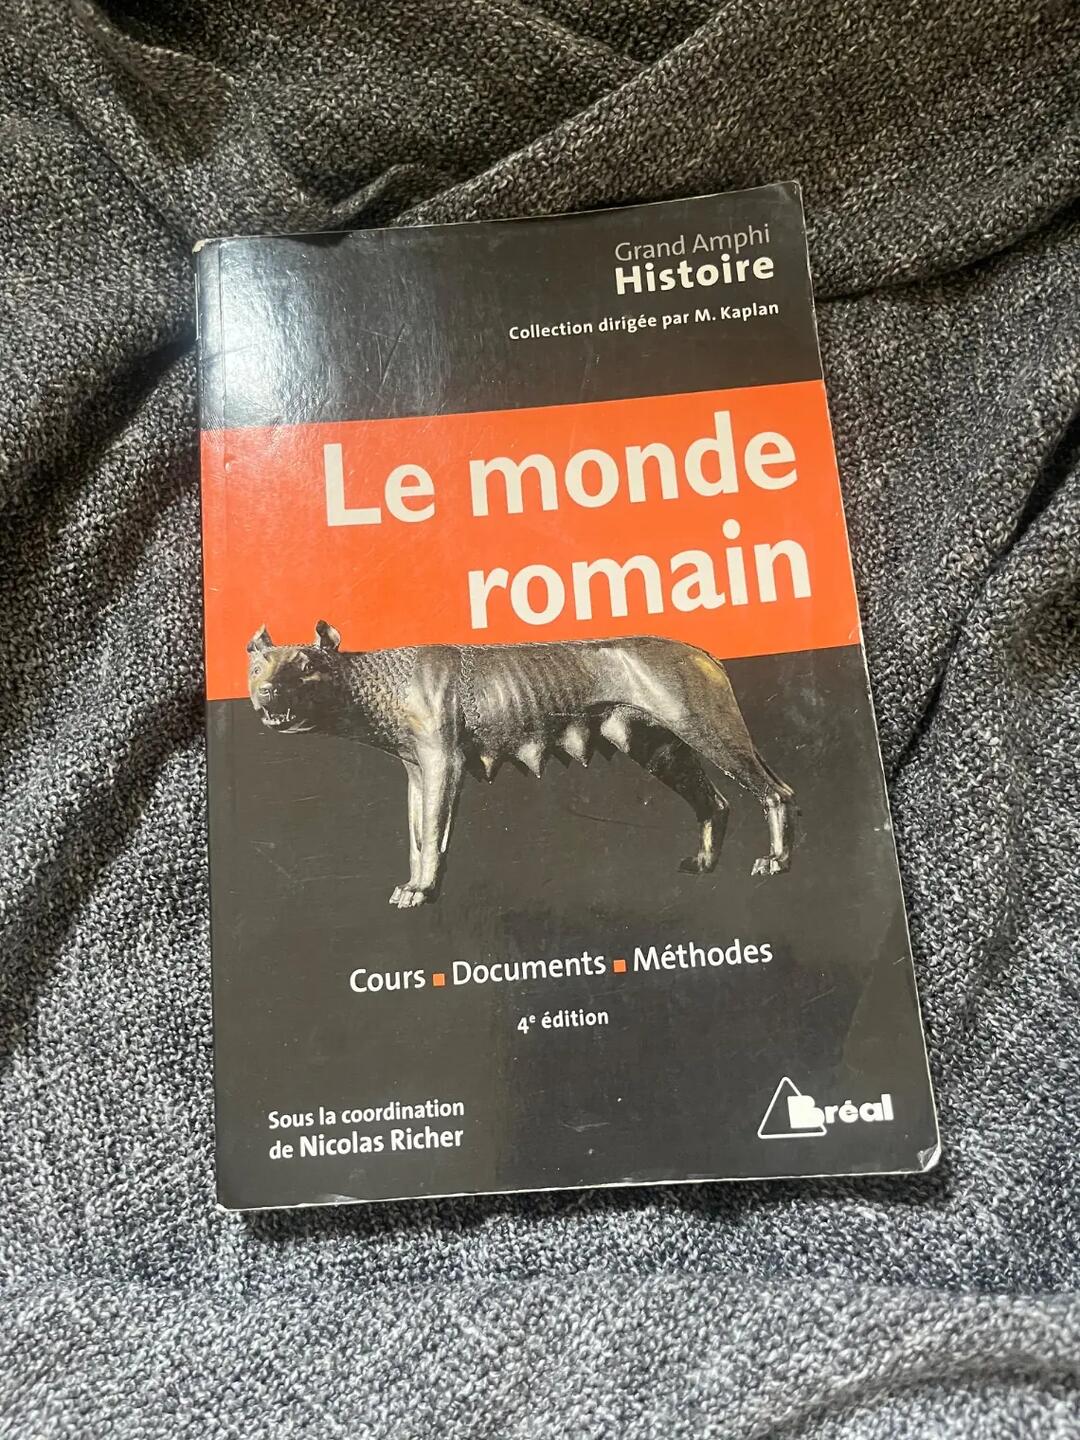 Grand Amphi
Histoire
Collection dirigée par M. Kaplan
Le monde
romain
Cours ▪ Documents ▪ Méthodes
4e édition
Sous la coordination
de Nicolas Richer
Bréal